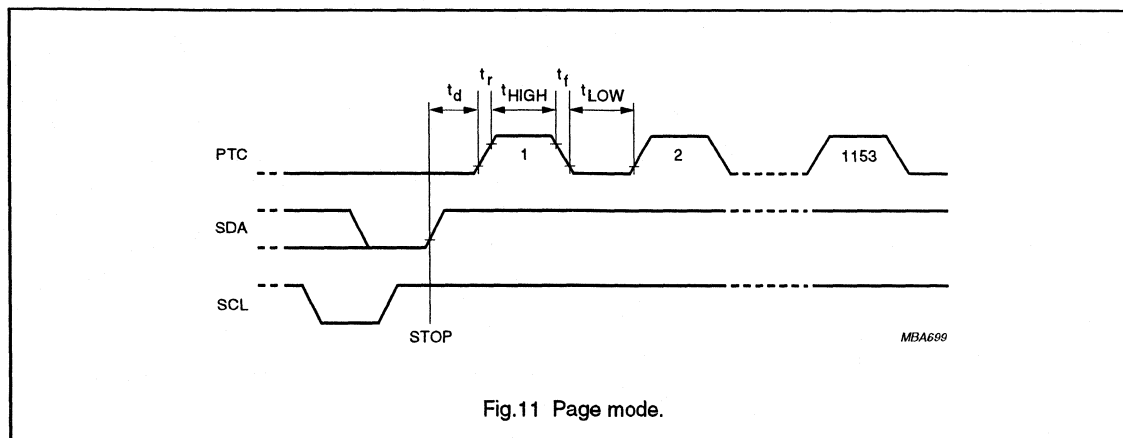 t_d t_r t_HIGH t_f t_LOW
PTC 1 2 1153
SDA
SCL
STOP
MBA699
Fig.11 Page mode.